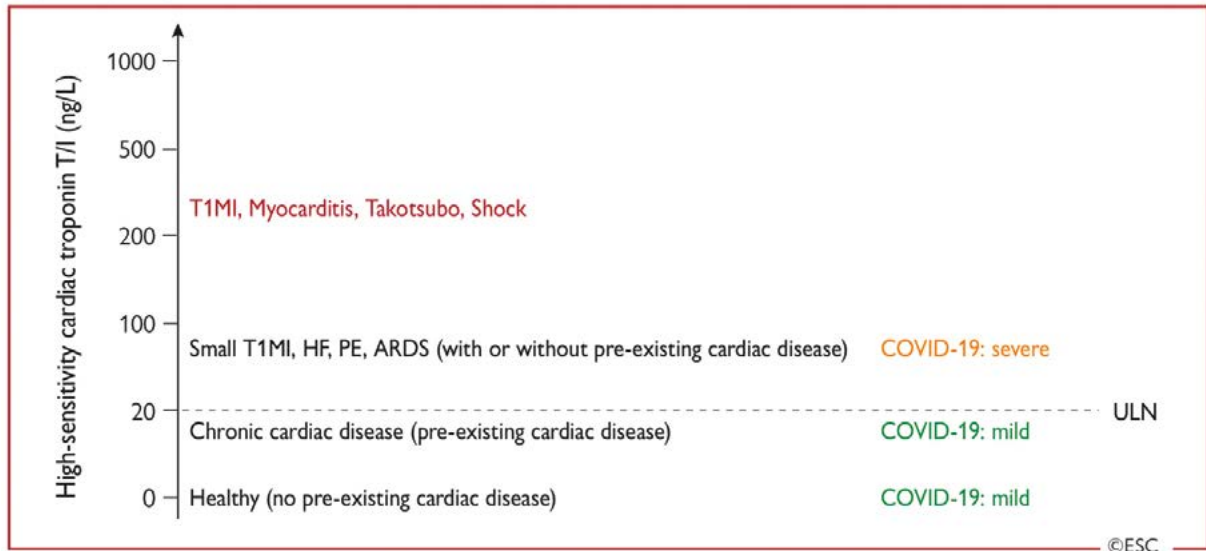 High-sensitivity cardiac troponin T/I (ng/L)
1000
500
T1MI, Myocarditis, Takotsubo, Shock
200
100
Small T1MI, HF, PE, ARDS (with or without pre-existing cardiac disease) COVID-19: severe
20 ULN
Chronic cardiac disease (pre-existing cardiac disease) COVID-19: mild
0 Healthy (no pre-existing cardiac disease) COVID-19: mild
©ESC